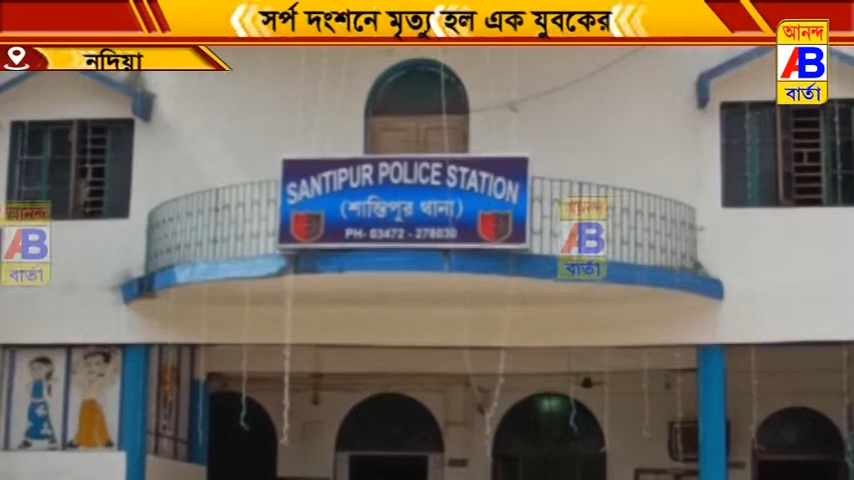 সর্প দংশনে মৃত্যু হল এক যুবকের
নদিয়া
আনন্দ
AB
বার্তা
SANTIPUR POLICE STATION
(শান্তিপুর থানা)
PH- 03472 - 278030
আনন্দ
AB
বার্তা
আনন্দ
AB
বার্তা